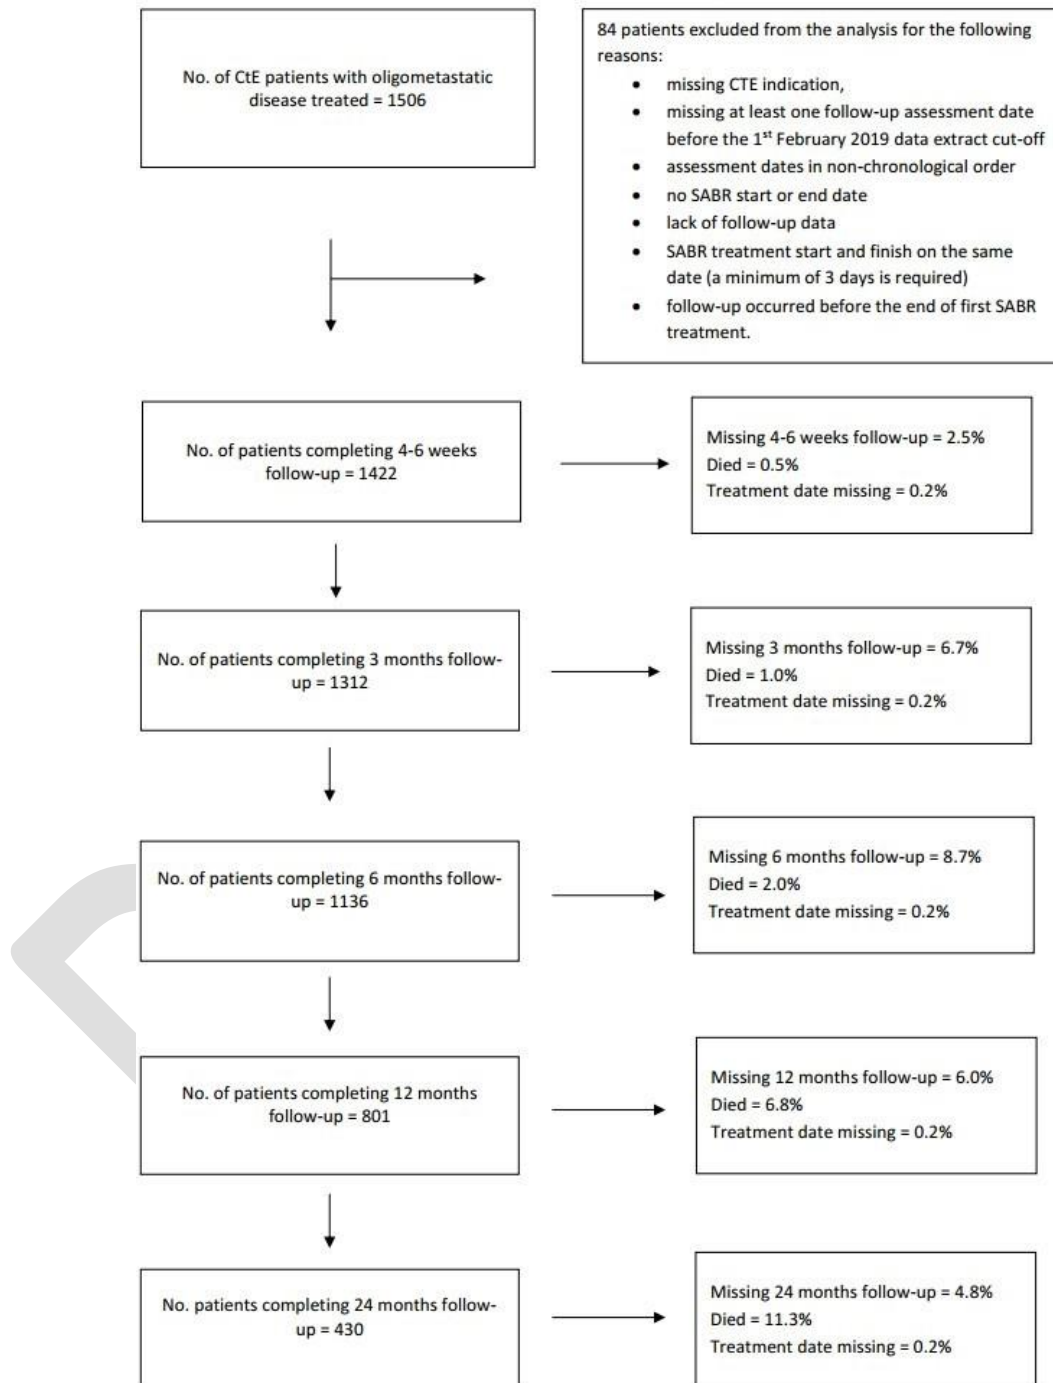 No. of CtE patients with oligometastatic
disease treated = 1506
84 patients excluded from the analysis for the following
reasons:
• missing CTE indication,
• missing at least one follow-up assessment date
before the 1st February 2019 data extract cut-off
• assessment dates in non-chronological order
• no SABR start or end date
• lack of follow-up data
• SABR treatment start and finish on the same
date (a minimum of 3 days is required)
• follow-up occurred before the end of first SABR
treatment.
No. of patients completing 4-6 weeks
follow-up = 1422
Missing 4-6 weeks follow-up = 2.5%
Died = 0.5%
Treatment date missing = 0.2%
No. of patients completing 3 months follow-
up = 1312
Missing 3 months follow-up = 6.7%
Died = 1.0%
Treatment date missing = 0.2%
No. of patients completing 6 months follow-
up = 1136
Missing 6 months follow-up = 8.7%
Died = 2.0%
Treatment date missing = 0.2%
No. of patients completing 12 months
follow-up = 801
Missing 12 months follow-up = 6.0%
Died = 6.8%
Treatment date missing = 0.2%
No. patients completing 24 months follow-
up = 430
Missing 24 months follow-up = 4.8%
Died = 11.3%
Treatment date missing = 0.2%